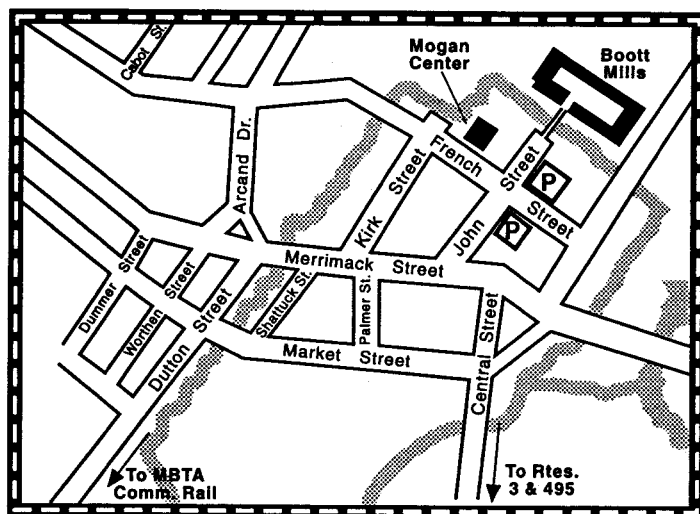 Cabot St.
Mogan
Center
Boott
Mills
Arcand Dr.
French Street
Street
P
P
Kirk Street
John Street
Merrimack Street
Dummer Street
Worthen Street
Dutton Street
Shattuck St.
Palmer St.
Market Street
Central Street
To MBTA
Comm. Rail
To Rtes.
3 & 495